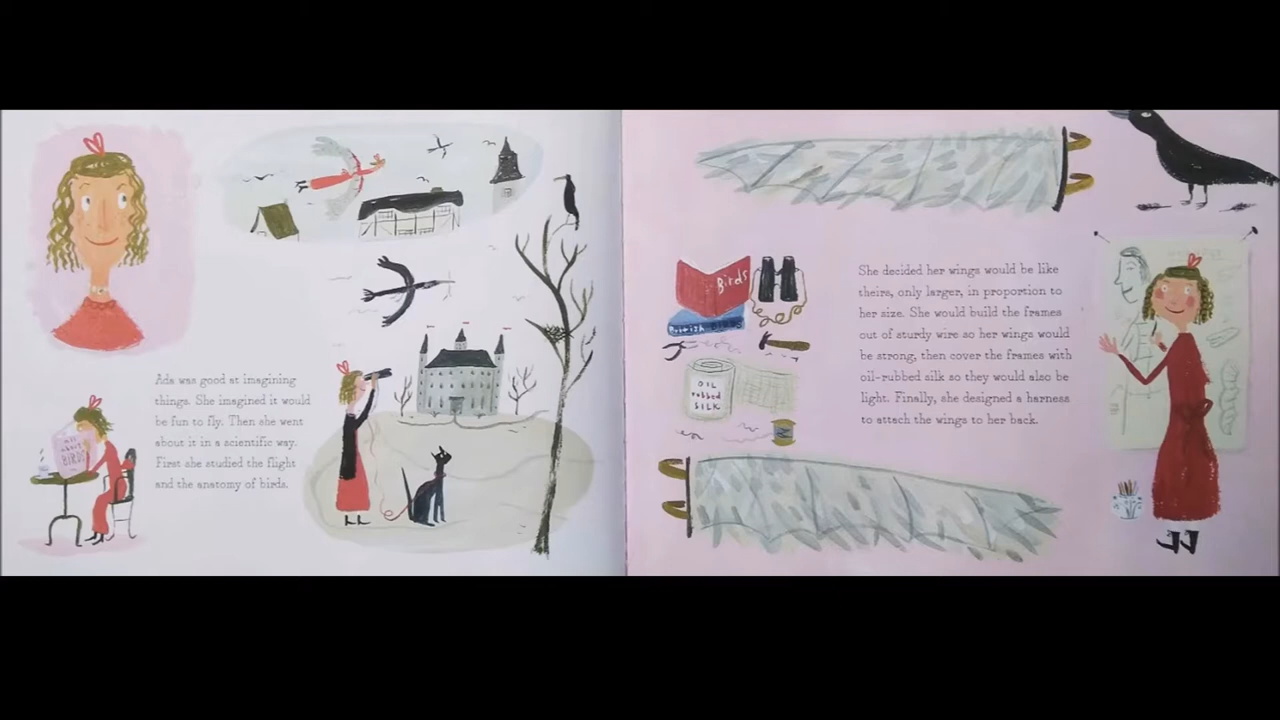 Ada was good at imagining
things. She imagined it would
be fun to fly. Then she went
about it in a scientific way.
First she studied the flight
and the anatomy of birds.
all
about
BIRDS
Birds
British BIRDS
OIL
rubbed
SILK
She decided her wings would be like
theirs, only larger, in proportion to
her size. She would build the frames
out of sturdy wire so her wings would
be strong, then cover the frames with
oil-rubbed silk so they would also be
light. Finally, she designed a harness
to attach the wings to her back.